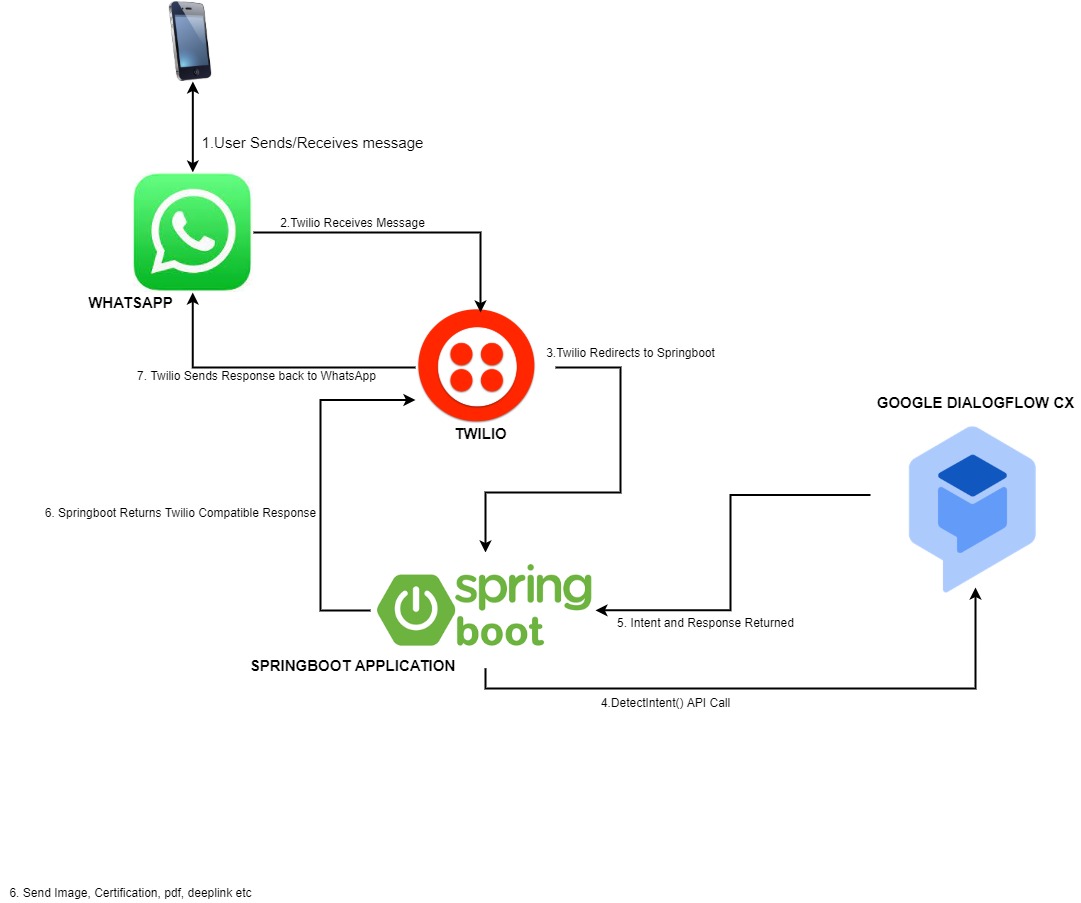 1.User Sends/Receives message
2.Twilio Receives Message
WHATSAPP
3.Twilio Redirects to Springboot
7. Twilio Sends Response back to WhatsApp
GOOGLE DIALOGFLOW CX
TWILIO
6. Springboot Returns Twilio Compatible Response
spring
boot
5. Intent and Response Returned
SPRINGBOOT APPLICATION
4.DetectIntent() API Call
6. Send Image, Certification, pdf, deeplink etc